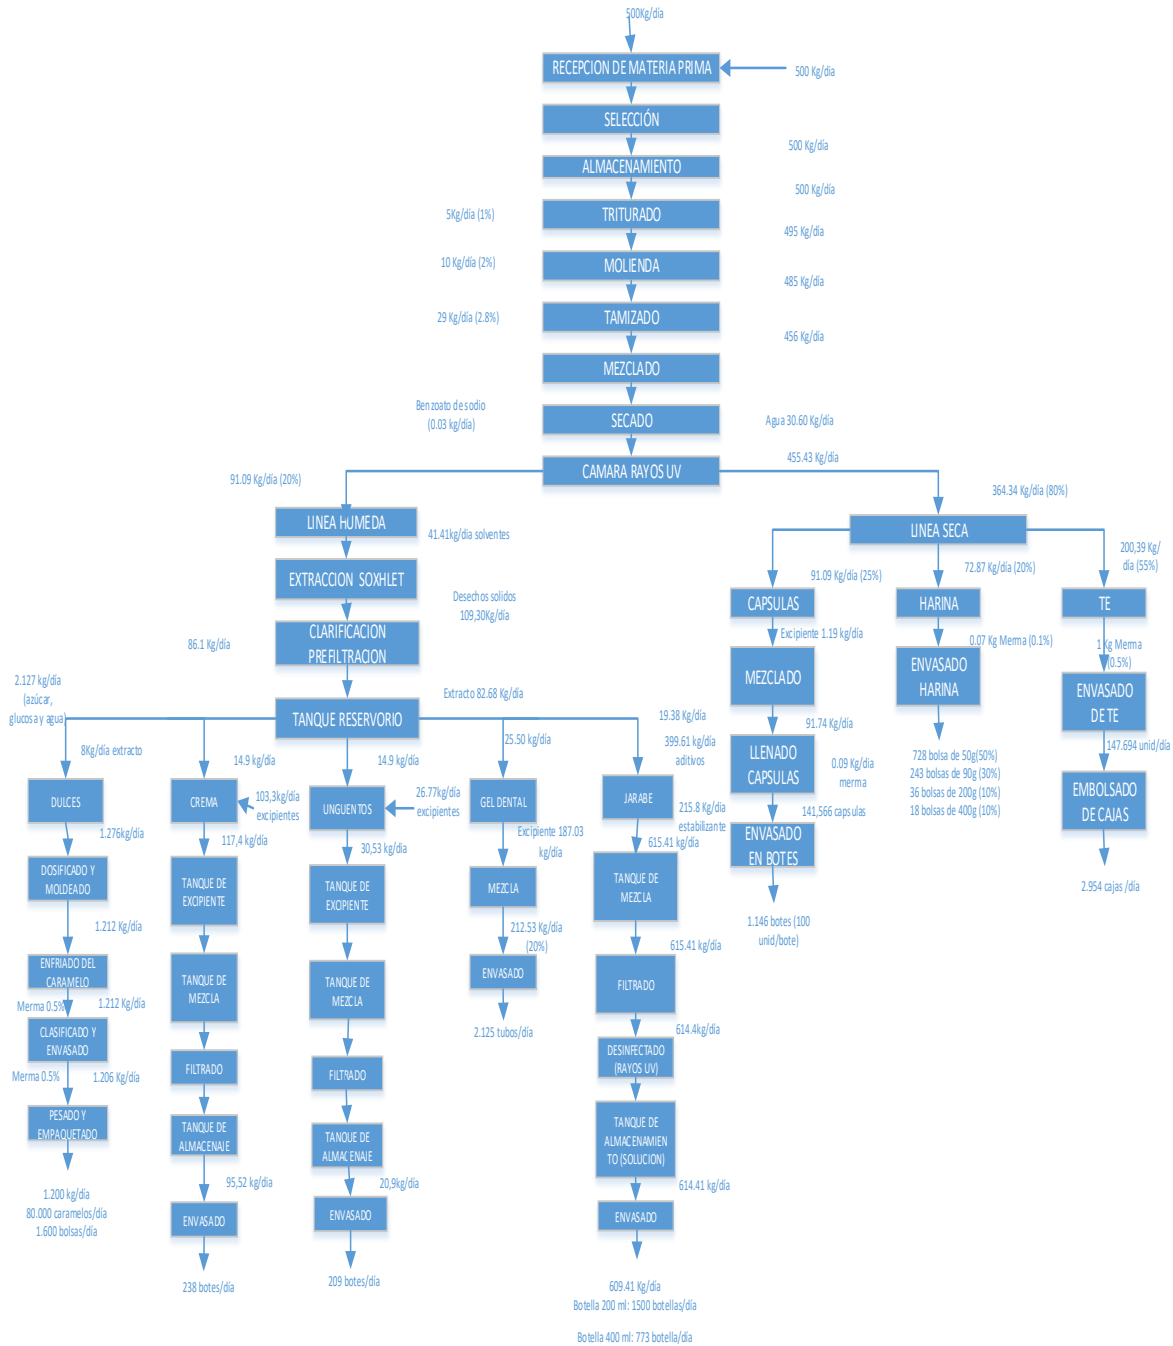 500Kg/día
RECEPCION DE MATERIA PRIMA
500 Kg/día
SELECCIÓN
500 Kg/día
ALMACENAMIENTO
500 Kg/día
5Kg/día (1%)
TRITURADO
495 Kg/día
10 Kg/día (2%)
MOLIENDA
485 Kg/día
29 Kg/día (2.8%)
TAMIZADO
456 Kg/día
MEZCLADO
Benzoato de sodio
(0.03 kg/día)
SECADO
Agua 30.60 Kg/día
455.43 Kg/día
CAMARA RAYOS UV
91.09 Kg/día (20%)
364.34 Kg/día (80%)
LINEA HUMEDA
41.41kg/día solventes
EXTRACCION SOXHLET
Desechos solidos
109,30Kg/día
CLARIFICACION
PREFILTRACION
86.1 Kg/día
Extracto 82.68 Kg/día
TANQUE RESERVORIO
LINEA SECA
91.09 Kg/día (25%)
72.87 Kg/día (20%)
200,39 Kg/
día (55%)
CAPSULAS
HARINA
TE
Excipiente 1.19 kg/día
0.07 Kg Merma (0.1%)
1 Kg Merma
(0.5%)
MEZCLADO
ENVASADO
HARINA
ENVASADO
DE TE
91.74 Kg/día
147.694 unid/día
LLENADO
CAPSULAS
0.09 Kg/día
merma
728 bolsa de 50g(50%)
243 bolsas de 90g (30%)
36 bolsas de 200g (10%)
18 bolsas de 400g (10%)
EMBOLSADO
DE CAJAS
141,566 capsulas
ENVASADO
EN BOTES
2.954 cajas /día
1.146 botes (100
unid/bote)
2.127 kg/día
(azúcar,
glucosa y agua)
8Kg/día extracto
DULCES
1.276kg/día
DOSIFICADO Y
MOLDEADO
1.212 Kg/día
ENFRIADO DEL
CARAMELO
Merma 0.5%
1.212 Kg/día
CLASIFICADO Y
ENVASADO
Merma 0.5%
1.206 Kg/día
PESADO Y
EMPAQUETADO
1.200 kg/día
80.000 caramelos/día
1.600 bolsas/día
14.9 kg/día
CREMA
103,3kg/día
excipientes
117,4 kg/día
TANQUE DE
EXCIPIENTE
TANQUE DE
MEZCLA
FILTRADO
TANQUE DE
ALMACENAJE
95,52 kg/día
ENVASADO
238 botes/día
14.9 kg/día
UNGUENTOS
26.77kg/día
excipientes
30,53 kg/dia
TANQUE DE
EXCIPIENTE
TANQUE DE
MEZCLA
FILTRADO
TANQUE DE
ALMACENAJE
20,9kg/día
ENVASADO
209 botes/día
25.50 kg/día
GEL DENTAL
Excipiente 187.03
kg/día
MEZCLA
212.53 Kg/día
(20%)
ENVASADO
2.125 tubos/día
19.38 Kg/día
399.61 kg/día
aditivos
JARABE
215.8 Kg/día
estabilizante
615.41 kg/día
TANQUE DE
MEZCLA
615.41 kg/día
FILTRADO
614.4kg/día
DESINFECTADO
(RAYOS UV)
TANQUE DE
ALMACENAMIEN
TO (SOLUCION)
614.41 kg/día
ENVASADO
609.41 Kg/día
Botella 200 ml: 1500 botellas/día
Botella 400 ml: 773 botella/día